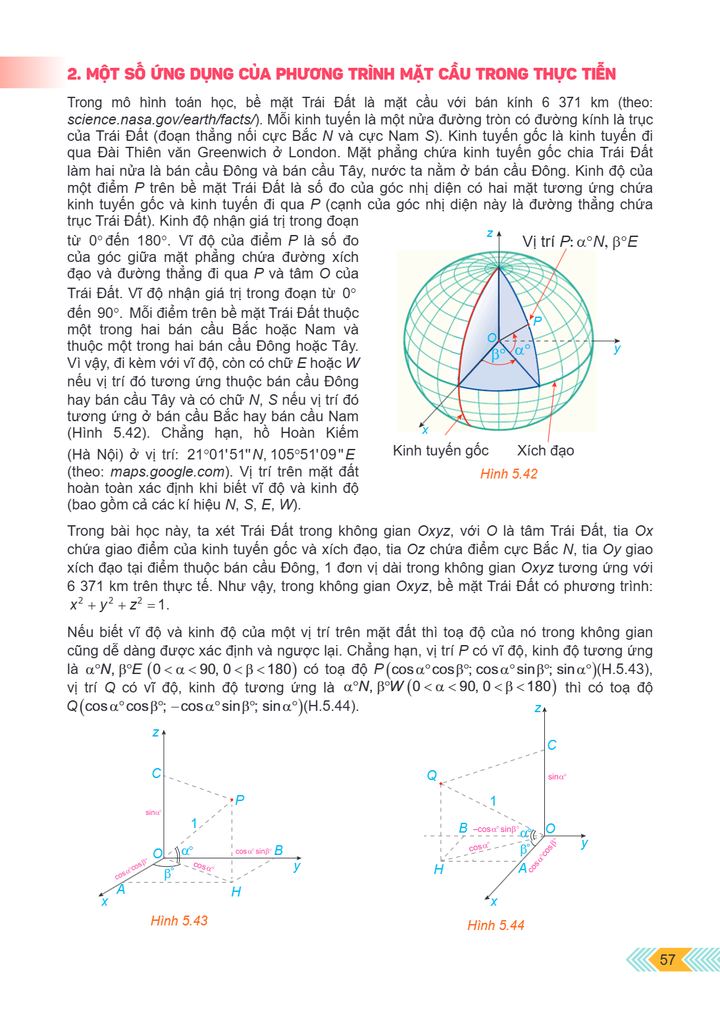 2. MỘT SỐ ỨNG DỤNG CỦA PHƯƠNG TRÌNH MẶT CẦU TRONG THỰC TIỄN
Trong mô hình toán học, bề mặt Trái Đất là mặt cầu với bán kính 6 371 km (theo:
science.nasa.gov/earth/facts/). Mỗi kinh tuyến là một nửa đường tròn có đường kính là trục
của Trái Đất (đoạn thẳng nối cực Bắc N và cực Nam S). Kinh tuyến gốc là kinh tuyến đi
qua Đài Thiên văn Greenwich ở London. Mặt phẳng chứa kinh tuyến gốc chia Trái Đất
làm hai nửa là bán cầu Đông và bán cầu Tây, nước ta nằm ở bán cầu Đông. Kinh độ của
một điểm P trên bề mặt Trái Đất là số đo của góc nhị diện có hai mặt tương ứng chứa
kinh tuyến gốc và kinh tuyến đi qua P (cạnh của góc nhị diện này là đường thẳng chứa
trục Trái Đất). Kinh độ nhận giá trị trong đoạn
từ 0° đến 180°. Vĩ độ của điểm P là số đo
của góc giữa mặt phẳng chứa đường xích
đạo và đường thẳng đi qua P và tâm O của
Trái Đất. Vĩ độ nhận giá trị trong đoạn từ 0°
đến 90°. Mỗi điểm trên bề mặt Trái Đất thuộc
một trong hai bán cầu Bắc hoặc Nam và
thuộc một trong hai bán cầu Đông hoặc Tây.
Vì vậy, đi kèm với vĩ độ, còn có chữ E hoặc W
nếu vị trí đó tương ứng thuộc bán cầu Đông
hay bán cầu Tây và có chữ N, S nếu vị trí đó
tương ứng ở bán cầu Bắc hay bán cầu Nam
(Hình 5.42). Chẳng hạn, hồ Hoàn Kiếm
(Hà Nội) ở vị trí: 21°01'51''N, 105°51'09''E
(theo: maps.google.com). Vị trí trên mặt đất
hoàn toàn xác định khi biết vĩ độ và kinh độ
(bao gồm cả các kí hiệu N, S, E, W).
z
Vị trí P: α°N, β°E
P
O
β° α°
y
x
Kinh tuyến gốc Xích đạo
Hình 5.42
Trong bài học này, ta xét Trái Đất trong không gian Oxyz, với O là tâm Trái Đất, tia Ox
chứa giao điểm của kinh tuyến gốc và xích đạo, tia Oz chứa điểm cực Bắc N, tia Oy giao
xích đạo tại điểm thuộc bán cầu Đông, 1 đơn vị dài trong không gian Oxyz tương ứng với
6 371 km trên thực tế. Như vậy, trong không gian Oxyz, bề mặt Trái Đất có phương trình:
x² + y² + z² = 1.
Nếu biết vĩ độ và kinh độ của một vị trí trên mặt đất thì toạ độ của nó trong không gian
cũng dễ dàng được xác định và ngược lại. Chẳng hạn, vị trí P có vĩ độ, kinh độ tương ứng
là α°N, β°E (0 < α < 90, 0 < β < 180) có toạ độ P(cosα°cosβ°; cosα°sinβ°; sinα°)(H.5.43),
vị trí Q có vĩ độ, kinh độ tương ứng là α°N, β°W (0 < α < 90, 0 < β < 180) thì có toạ độ
Q(cosα°cosβ°; −cosα°sinβ°; sinα°)(H.5.44).
z
C
P
sinα°
1
O α° cosα°sinβ° B
y
cosα°cosβ° β° cosα°
A
x
H
Hình 5.43
z
C
Q
sinα°
1
B −cosα°sinβ° α° O
y
cosα° β°
H A cosα°cosβ°
x
Hình 5.44
57